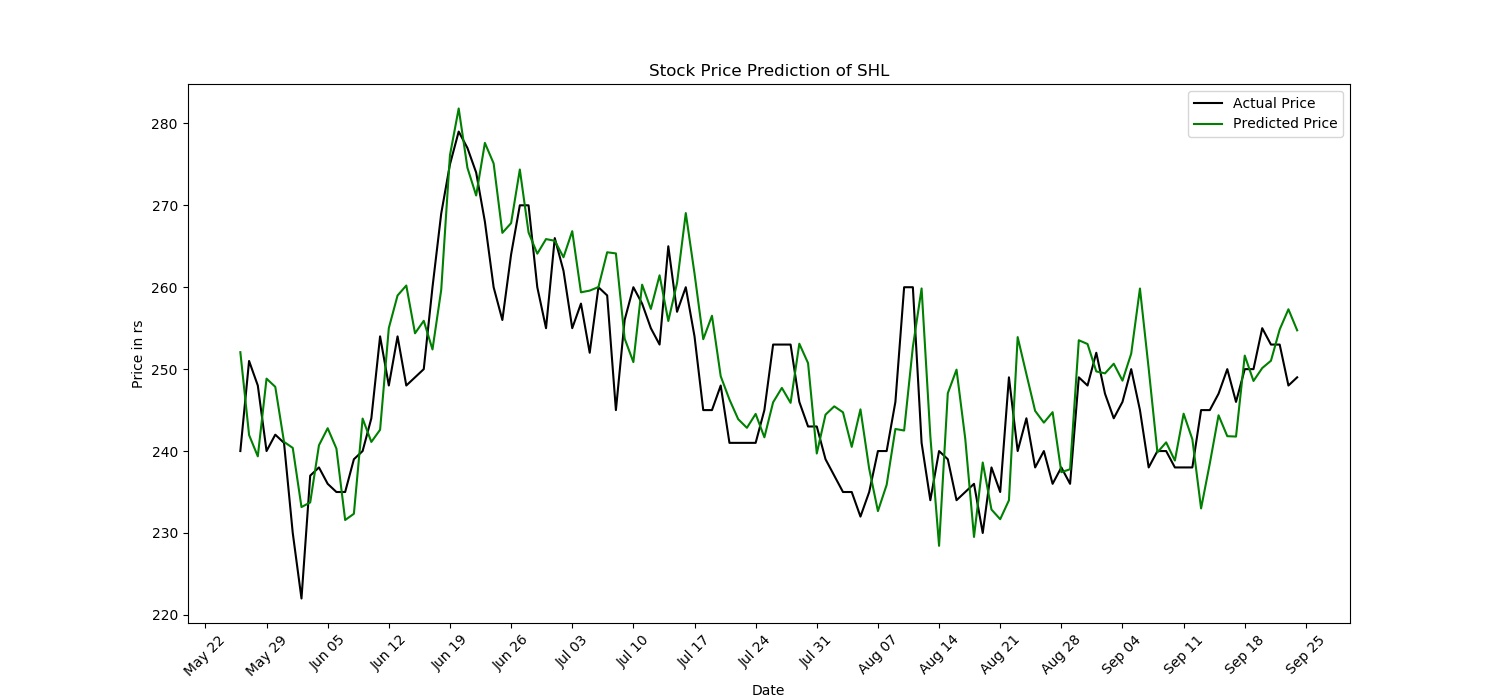 Stock Price Prediction of SHL
Actual Price
Predicted Price
Price in rs
280
270
260
250
240
230
220
May 22
May 29
Jun 05
Jun 12
Jun 19
Jun 26
Jul 03
Jul 10
Jul 17
Jul 24
Jul 31
Aug 07
Aug 14
Aug 21
Aug 28
Sep 04
Sep 11
Sep 18
Sep 25
Date